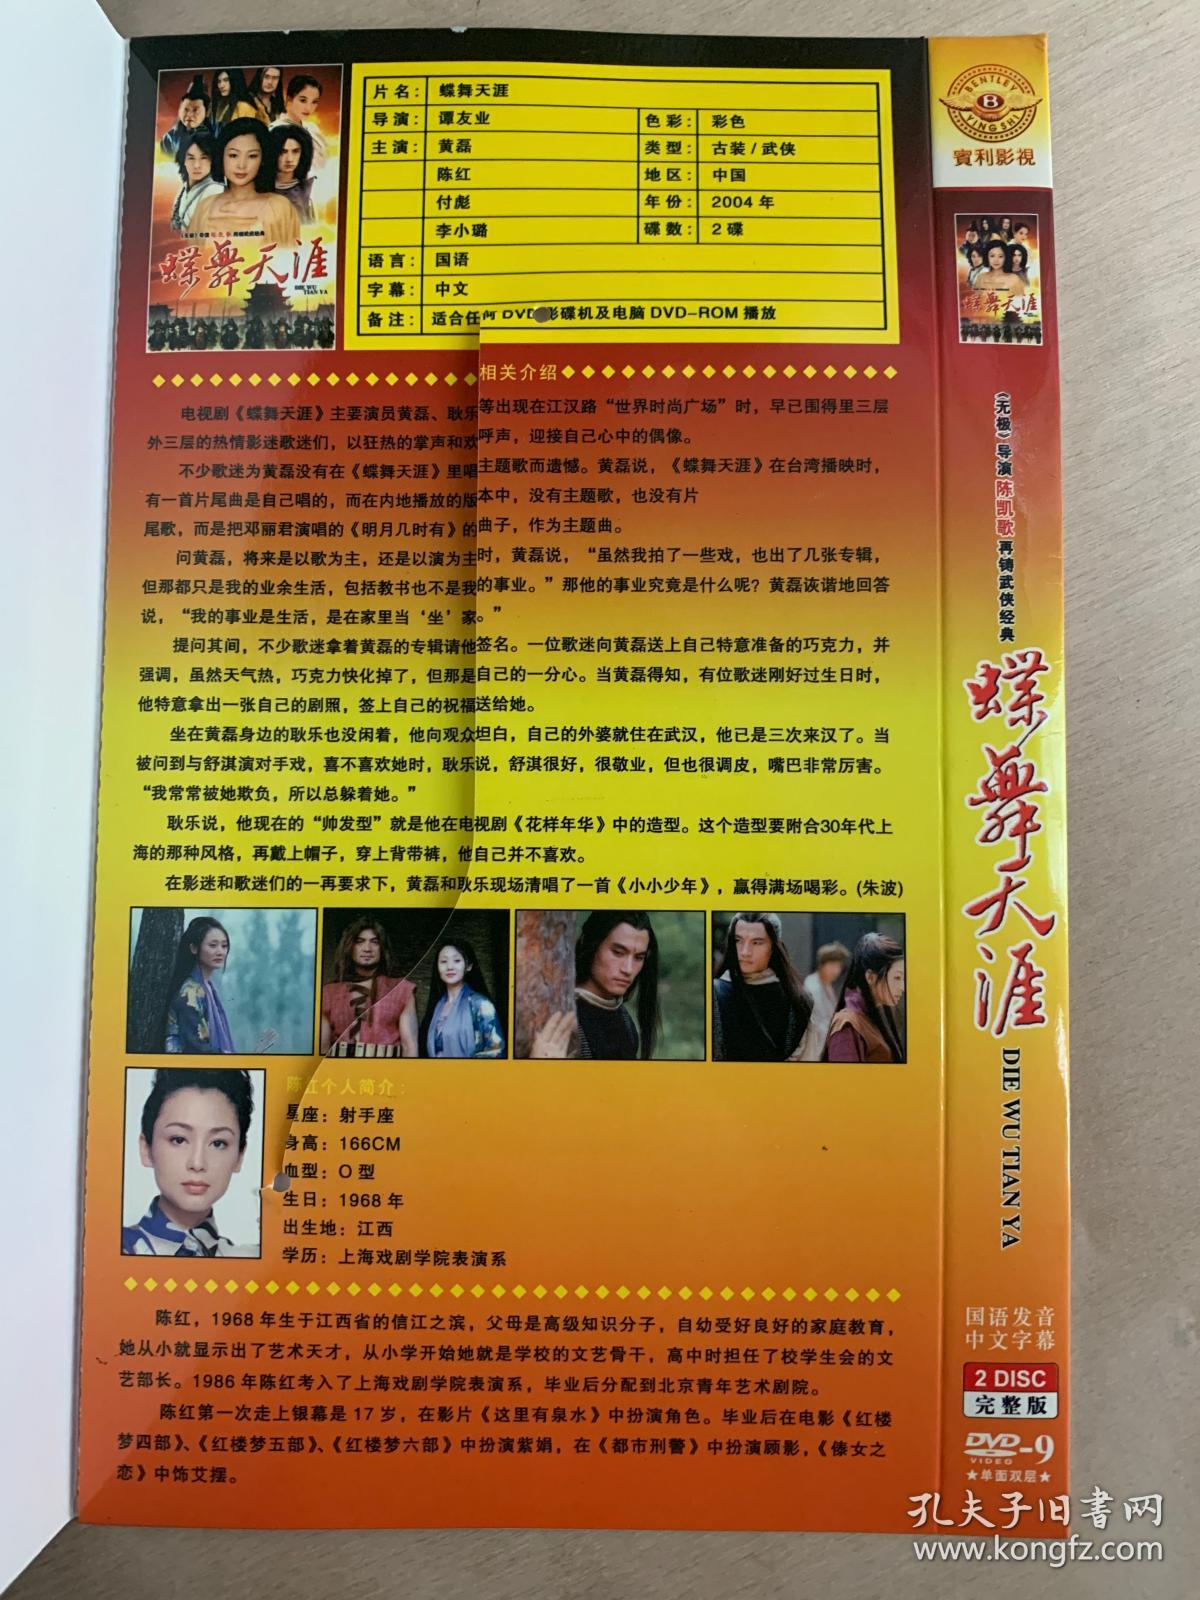 片名：蝶舞天涯
导演：谭友业 色彩：彩色
主演：黄磊 类型：古装/武侠
陈红 地区：中国
付彪 年份：2004年
李小璐 碟数：2碟
语言：国语
字幕：中文
备注：适合任何DVD影碟机及电脑DVD-ROM播放
蝶舞天涯
DIE WU
TIAN YA
相关介绍
电视剧《蝶舞天涯》主要演员黄磊、耿乐等出现在江汉路“世界时尚广场”时，早已围得里三层
外三层的热情影迷歌迷们，以狂热的掌声和欢呼声，迎接自己心中的偶像。
不少歌迷为黄磊没有在《蝶舞天涯》里唱主题歌而遗憾。黄磊说，《蝶舞天涯》在台湾播映时，
有一首片尾曲是自己唱的，而在内地播放的版本中，没有主题歌，也没有片
尾歌，而是把邓丽君演唱的《明月几时有》的曲子，作为主题曲。
问黄磊，将来是以歌为主，还是以演为主时，黄磊说，“虽然我拍了一些戏，也出了几张专辑，
但那都只是我的业余生活，包括教书也不是我的事业。”那他的事业究竟是什么呢？黄磊诙谐地回答
说，“我的事业是生活，是在家里当‘坐’家。”
提问其间，不少歌迷拿着黄磊的专辑请他签名。一位歌迷向黄磊送上自己特意准备的巧克力，并
强调，虽然天气热，巧克力快化掉了，但那是自己的一分心。当黄磊得知，有位歌迷刚好过生日时，
他特意拿出一张自己的剧照，签上自己的祝福送给她。
坐在黄磊身边的耿乐也没闲着，他向观众坦白，自己的外婆就住在武汉，他已是三次来汉了。当
被问到与舒淇演对手戏，喜不喜欢她时，耿乐说，舒淇很好，很敬业，但也很调皮，嘴巴非常厉害。
“我常常被她欺负，所以总躲着她。”
耿乐说，他现在的“帅发型”就是他在电视剧《花样年华》中的造型。这个造型要附合30年代上
海的那种风格，再戴上帽子，穿上背带裤，他自己并不喜欢。
在影迷和歌迷们的一再要求下，黄磊和耿乐现场清唱了一首《小小少年》，赢得满场喝彩。(朱波)
陈红个人简介：
星座：射手座
身高：166CM
血型：O型
生日：1968年
出生地：江西
学历：上海戏剧学院表演系
陈红，1968年生于江西省的信江之滨，父母是高级知识分子，自幼受好良好的家庭教育，
她从小就显示出了艺术天才，从小学开始她就是学校的文艺骨干，高中时担任了校学生会的文
艺部长。1986年陈红考入了上海戏剧学院表演系，毕业后分配到北京青年艺术剧院。
陈红第一次走上银幕是17岁，在影片《这里有泉水》中扮演角色。毕业后在电影《红楼
梦四部》、《红楼梦五部》、《红楼梦六部》中扮演紫娟，在《都市刑警》中扮演顾影，《傣女之
恋》中饰艾摆。
BENTLEY
B
YING SHI
賓利影視
蝶舞天涯
《无极》导演陈凯歌再铸武侠经典
蝶舞天涯
DIE WU TIAN YA
国语发音
中文字幕
2 DISC
完整版
DVD-9
VIDEO
★单面双层★
孔夫子旧书网
www.kongfz.com